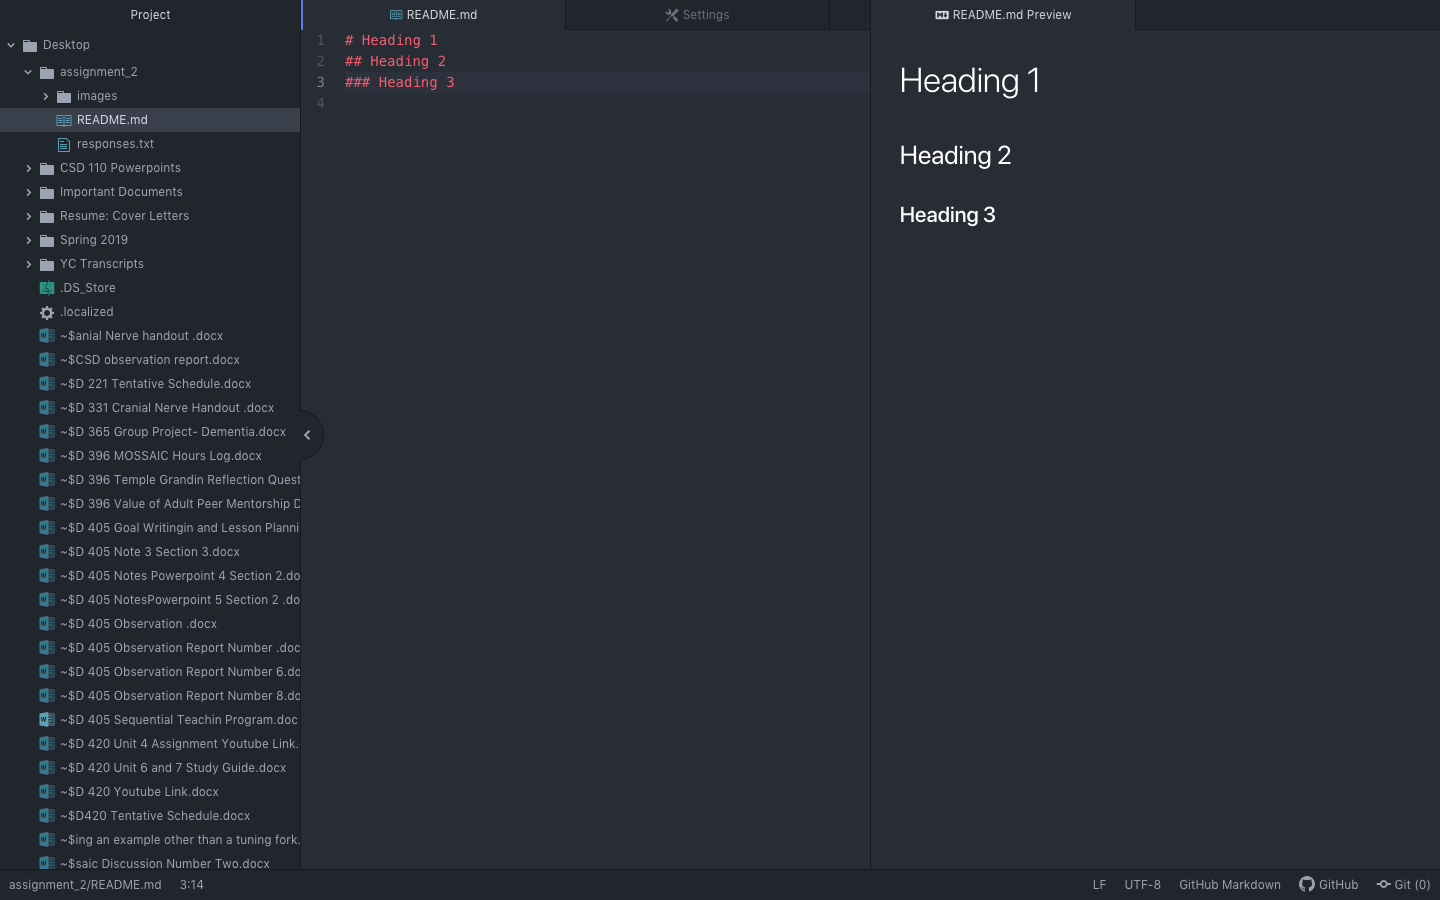 Project
Desktop
assignment_2
images
README.md
responses.txt
CSD 110 Powerpoints
Important Documents
Resume: Cover Letters
Spring 2019
YC Transcripts
.DS_Store
.localized
~$anial Nerve handout .docx
~$CSD observation report.docx
~$D 221 Tentative Schedule.docx
~$D 331 Cranial Nerve Handout .docx
~$D 365 Group Project- Dementia.docx
~$D 396 MOSSAIC Hours Log.docx
~$D 396 Temple Grandin Reflection Quest
~$D 396 Value of Adult Peer Mentorship D
~$D 405 Goal Writingin and Lesson Planni
~$D 405 Note 3 Section 3.docx
~$D 405 Notes Powerpoint 4 Section 2.do
~$D 405 NotesPowerpoint 5 Section 2 .do
~$D 405 Observation .docx
~$D 405 Observation Report Number .doc
~$D 405 Observation Report Number 6.do
~$D 405 Observation Report Number 8.do
~$D 405 Sequential Teachin Program.doc
~$D 420 Unit 4 Assignment Youtube Link.
~$D 420 Unit 6 and 7 Study Guide.docx
~$D 420 Youtube Link.docx
~$D420 Tentative Schedule.docx
~$ing an example other than a tuning fork.
~$saic Discussion Number Two.docx
README.md
Settings
1 # Heading 1
2 ## Heading 2
3 ### Heading 3
4
README.md Preview
Heading 1
Heading 2
Heading 3
assignment_2/README.md 3:14
LF UTF-8 GitHub Markdown GitHub Git (0)